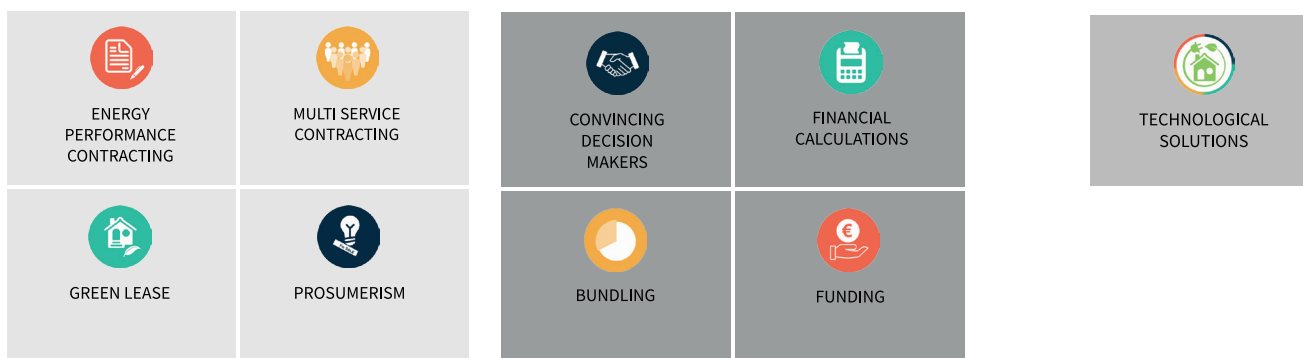 ENERGY
PERFORMANCE
CONTRACTING
MULTI SERVICE
CONTRACTING
GREEN LEASE
PROSUMERISM
CONVINCING
DECISION
MAKERS
FINANCIAL
CALCULATIONS
BUNDLING
€
FUNDING
TECHNOLOGICAL
SOLUTIONS